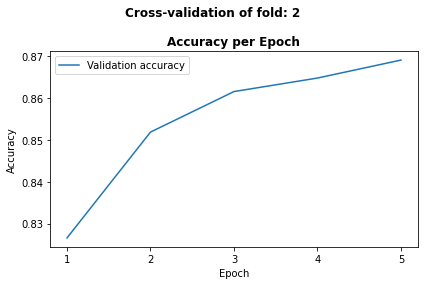 Cross-validation of fold: 2
Accuracy per Epoch
Validation accuracy
0.87
0.86
0.85
0.84
0.83
Accuracy
1 2 3 4 5
Epoch